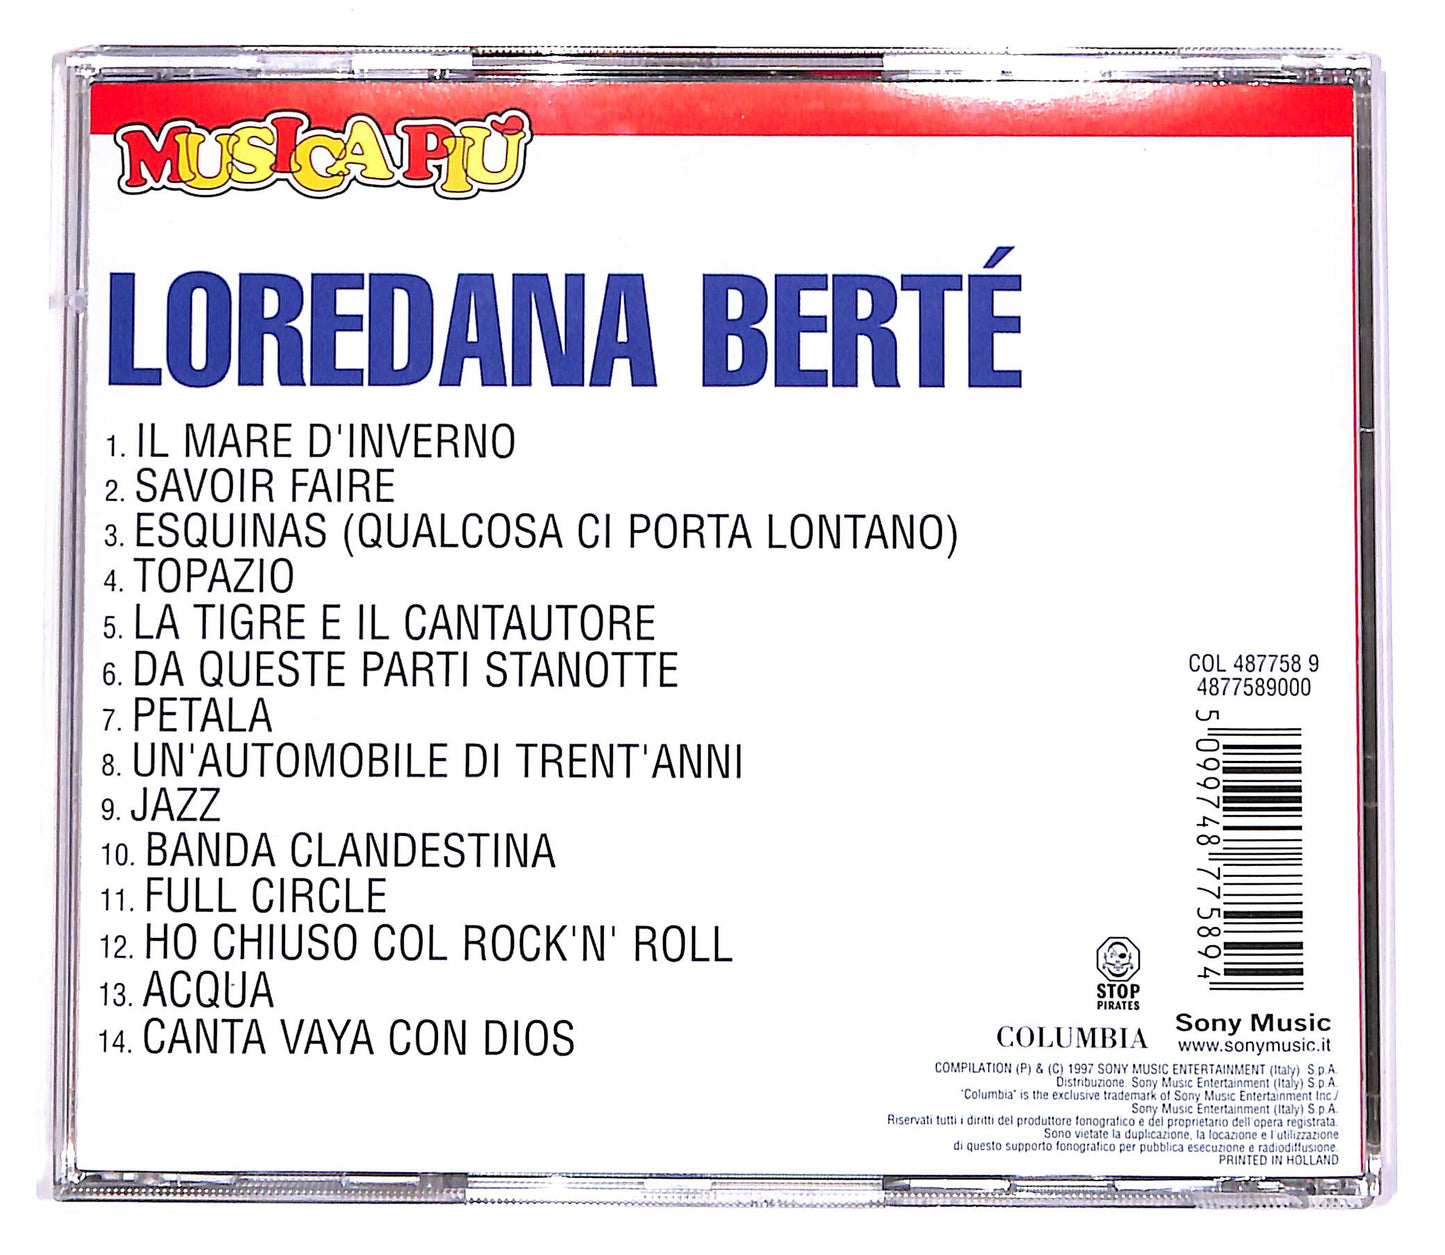 MUSICA PIÙ
LOREDANA BERTÉ
1. IL MARE D'INVERNO
2. SAVOIR FAIRE
3. ESQUINAS (QUALCOSA CI PORTA LONTANO)
4. TOPAZIO
5. LA TIGRE E IL CANTAUTORE
6. DA QUESTE PARTI STANOTTE
7. PETALA
8. UN'AUTOMOBILE DI TRENT'ANNI
9. JAZZ
10. BANDA CLANDESTINA
11. FULL CIRCLE
12. HO CHIUSO COL ROCK'N' ROLL
13. ACQUA
14. CANTA VAYA CON DIOS
COL 487758 9
4877589000
5 099748 775894
STOP
PIRATES
COLUMBIA
Sony Music
www.sonymusic.it
COMPILATION (P) & (C) 1997 SONY MUSIC ENTERTAINMENT (Italy) S.p.A.
Distribuzione. Sony Music Entertainment (Italy) S.p.A.
"Columbia" is the exclusive trademark of Sony Music Entertainment Inc./
Sony Music Entertainment (Italy) S.p.A.
Riservati tutti i diritti del produttore fonografico e del proprietario dell'opera registrata.
Sono vietate la duplicazione, la locazione e l'utilizzazione
di questo supporto fonografico per pubblica esecuzione e radiodiffusione.
PRINTED IN HOLLAND